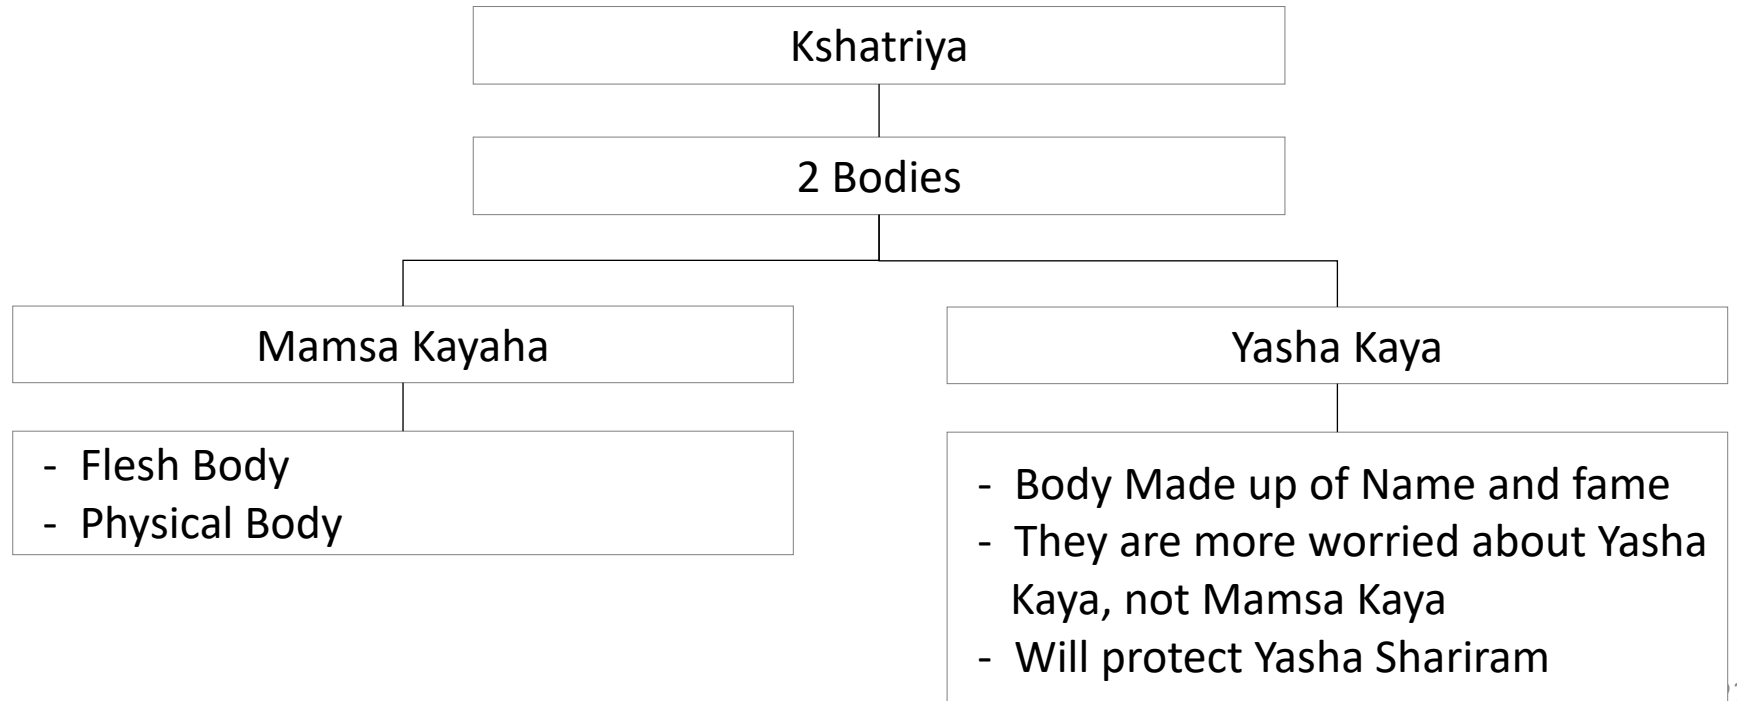 Kshatriya
2 Bodies
Mamsa Kayaha
Yasha Kaya
- Flesh Body
- Physical Body
- Body Made up of Name and fame
- They are more worried about Yasha
Kaya, not Mamsa Kaya
- Will protect Yasha Shariram